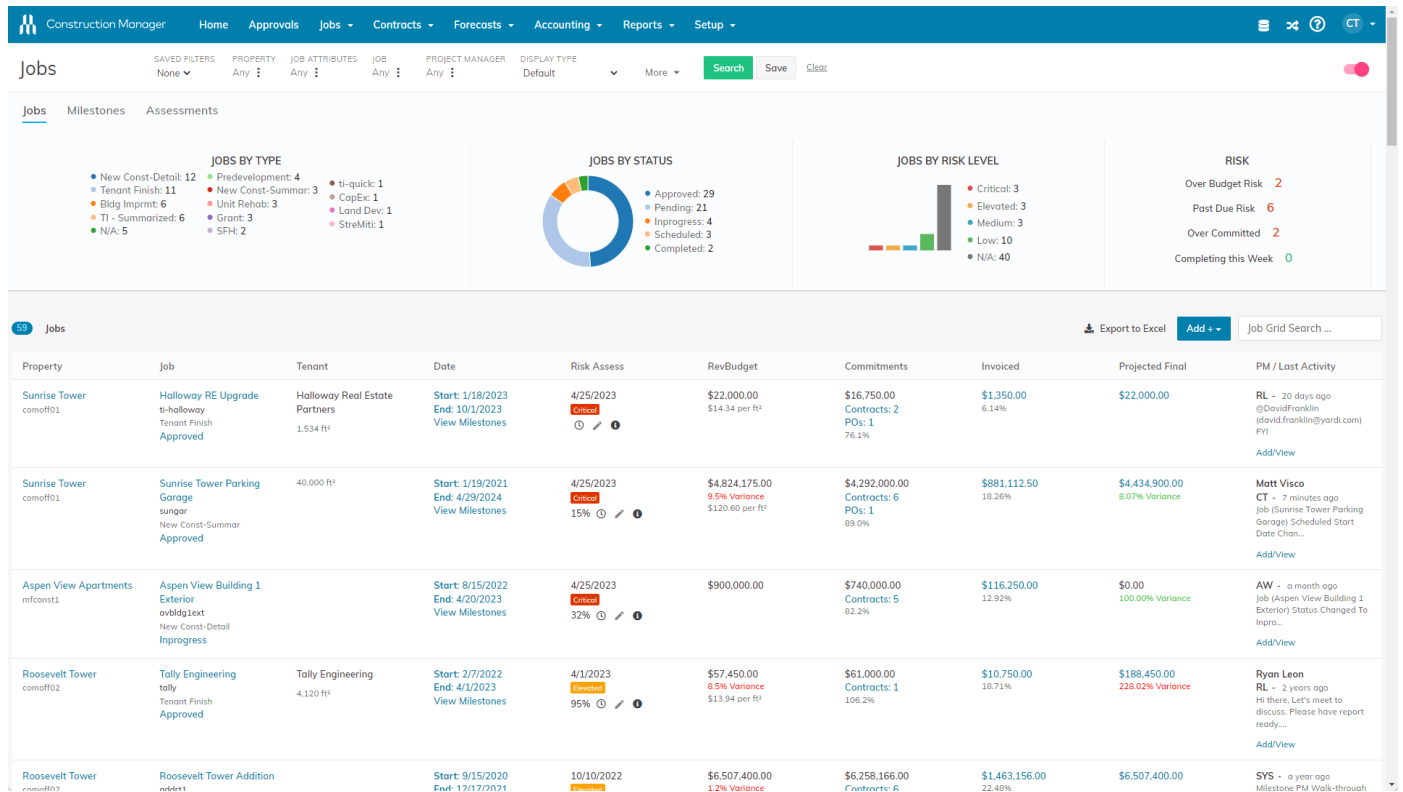 Construction Manager Home Approvals Jobs Contracts Forecasts Accounting Reports Setup CT
Jobs
SAVED FILTERS PROPERTY JOB ATTRIBUTES JOB PROJECT MANAGER DISPLAY TYPE
None Any Any Any Any Default More Search Save Clear
Jobs Milestones Assessments
JOBS BY TYPE
New Const-Detail: 12
Tenant Finish: 11
Bldg Imprmt: 6
TI - Summarized: 6
N/A: 5
Predevelopment: 4
New Const-Summar: 3
Unit Rehab: 3
Grant: 3
SFH: 2
ti-quick: 1
CapEx: 1
Land Dev: 1
StreMiti: 1
JOBS BY STATUS
Approved: 29
Pending: 21
Inprogress: 4
Scheduled: 3
Completed: 2
JOBS BY RISK LEVEL
Critical: 3
Elevated: 3
Medium: 3
Low: 10
N/A: 40
RISK
Over Budget Risk 2
Past Due Risk 6
Over Committed 2
Completing this Week 0
59 Jobs
Export to Excel Add + Job Grid Search ...
Property Job Tenant Date Risk Assess RevBudget Commitments Invoiced Projected Final PM / Last Activity
Sunrise Tower
comoff01
Halloway RE Upgrade
ti-halloway
Tenant Finish
Approved
Halloway Real Estate
Partners
1,534 ft²
Start: 1/18/2023
End: 10/1/2023
View Milestones
4/25/2023
Critical
$22,000.00
$14.34 per ft²
$16,750.00
Contracts: 2
POs: 1
76.1%
$1,350.00
6.14%
$22,000.00
RL - 20 days ago
@DavidFranklin
(david.franklin@yardi.com)
FYI
Add/View
Sunrise Tower
comoff01
Sunrise Tower Parking
Garage
sungar
New Const-Summar
Approved
40,000 ft²
Start: 1/19/2021
End: 4/29/2024
View Milestones
4/25/2023
Critical
15%
$4,824,175.00
9.5% Variance
$120.60 per ft²
$4,292,000.00
Contracts: 6
POs: 1
89.0%
$881,112.50
18.26%
$4,434,900.00
8.07% Variance
Matt Visco
CT - 7 minutes ago
Job (Sunrise Tower Parking
Garage) Scheduled Start
Date Chan...
Add/View
Aspen View Apartments
mfconst1
Aspen View Building 1
Exterior
avbldg1ext
New Const-Detail
Inprogress
Start: 8/15/2022
End: 4/20/2023
View Milestones
4/25/2023
Critical
32%
$900,000.00
$740,000.00
Contracts: 5
82.2%
$116,250.00
12.92%
$0.00
100.00% Variance
AW - a month ago
Job (Aspen View Building 1
Exterior) Status Changed To
Inpro...
Add/View
Roosevelt Tower
comoff02
Tally Engineering
tally
Tenant Finish
Approved
Tally Engineering
4,120 ft²
Start: 2/7/2022
End: 4/1/2023
View Milestones
4/1/2023
Elevated
95%
$57,450.00
8.5% Variance
$13.94 per ft²
$61,000.00
Contracts: 1
106.2%
$10,750.00
18.71%
$188,450.00
228.02% Variance
Ryan Leon
RL - 2 years ago
Hi there, Let's meet to
discuss. Please have report
ready....
Add/View
Roosevelt Tower
comoff02
Roosevelt Tower Addition
addrt1
Start: 9/15/2020
End: 12/17/2021
10/10/2022
Elevated
$6,507,400.00
1.2% Variance
$6,258,166.00
Contracts: 6
$1,463,156.00
22.48%
$6,507,400.00
SYS - a year ago
Milestone PM Walk-through